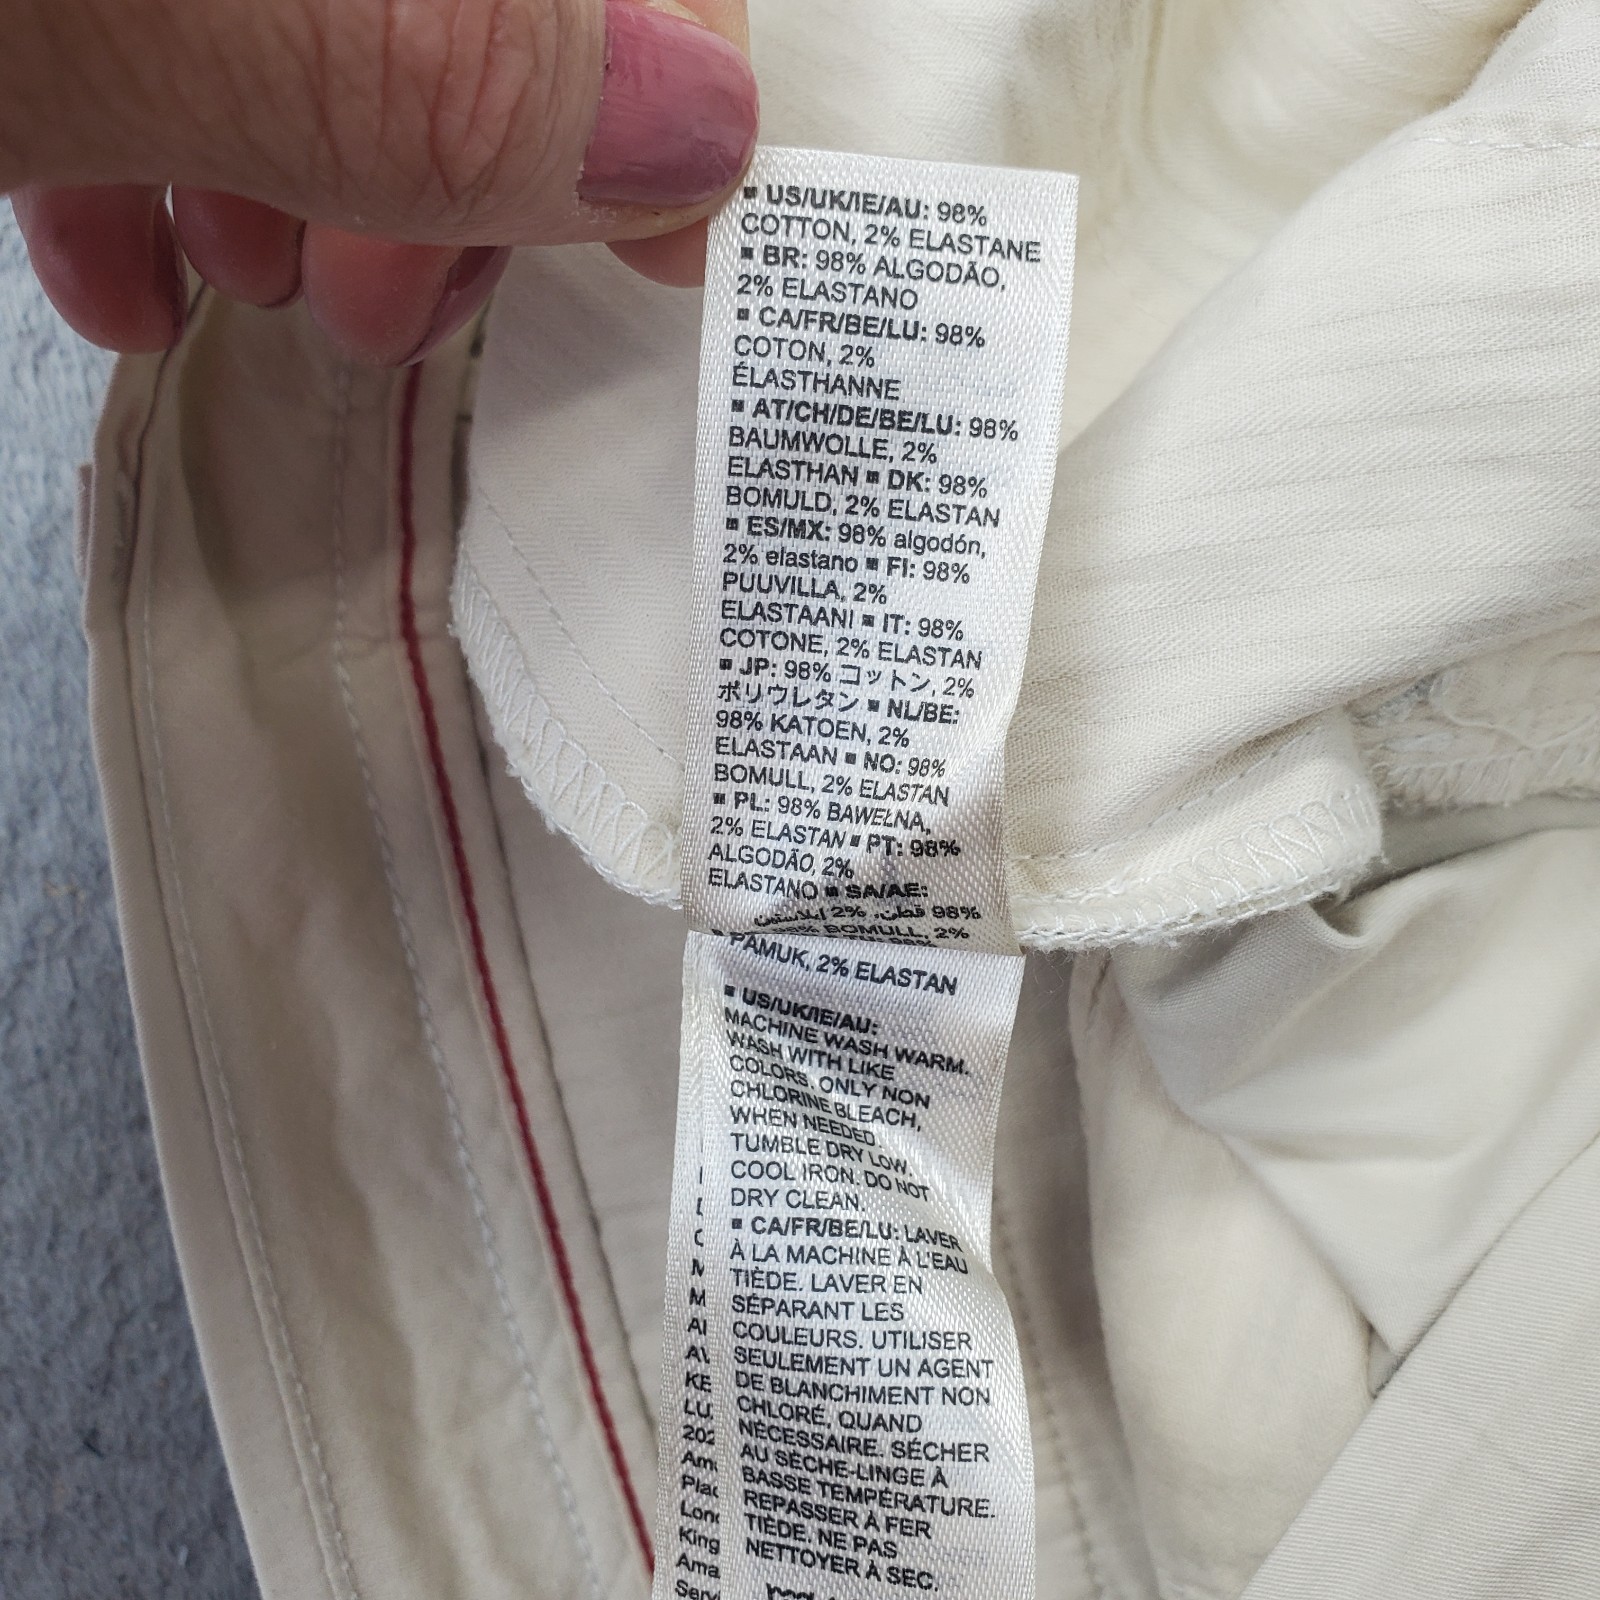 ▪ US/UK/IE/AU: 98%
COTTON, 2% ELASTANE
▪ BR: 98% ALGODÃO,
2% ELASTANO
▪ CA/FR/BE/LU: 98%
COTON, 2%
ÉLASTHANNE
▪ AT/CH/DE/BE/LU: 98%
BAUMWOLLE, 2%
ELASTHAN ▪ DK: 98%
BOMULD, 2% ELASTAN
▪ ES/MX: 98% algodón,
2% elastano ▪ FI: 98%
PUUVILLA, 2%
ELASTAANI ▪ IT: 98%
COTONE, 2% ELASTAN
▪ JP: 98% コットン, 2%
ポリウレタン ▪ NL/BE:
98% KATOEN, 2%
ELASTAAN ▪ NO: 98%
BOMULL, 2% ELASTAN
▪ PL: 98% BAWEŁNA,
2% ELASTAN ▪ PT: 98%
ALGODÃO, 2%
ELASTANO ▪ SA/AE:
98% قطن, 2% إيلاستين
98% BOMULL, 2%
PAMUK, 2% ELASTAN
▪ US/UK/IE/AU:
MACHINE WASH WARM.
WASH WITH LIKE
COLORS. ONLY NON
CHLORINE BLEACH,
WHEN NEEDED.
TUMBLE DRY LOW.
COOL IRON. DO NOT
DRY CLEAN.
▪ CA/FR/BE/LU: LAVER
À LA MACHINE À L'EAU
TIÈDE. LAVER EN
SÉPARANT LES
COULEURS. UTILISER
SEULEMENT UN AGENT
DE BLANCHIMENT NON
CHLORÉ, QUAND
NÉCESSAIRE. SÉCHER
AU SÈCHE-LINGE À
BASSE TEMPÉRATURE.
REPASSER À FER
TIÈDE. NE PAS
NETTOYER À SEC.